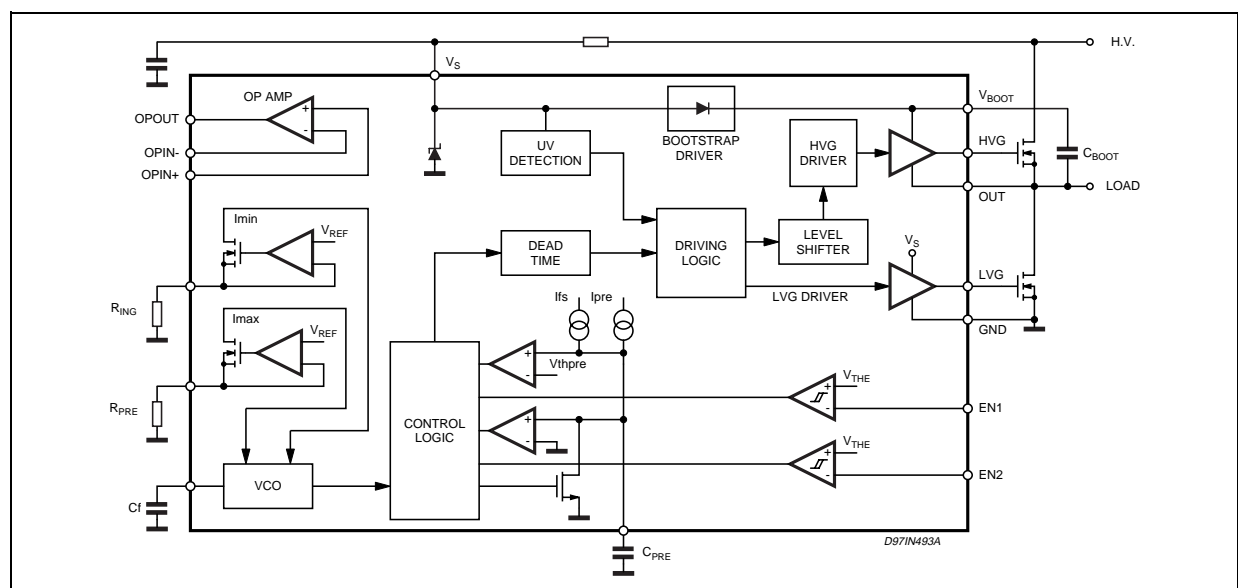 H.V.
VS
OP AMP
+
-
OPOUT
OPIN-
OPIN+
UV
DETECTION
BOOTSTRAP
DRIVER
HVG
DRIVER
VBOOT
HVG
CBOOT
OUT
LOAD
Imin
VREF
RING
DEAD
TIME
DRIVING
LOGIC
LEVEL
SHIFTER
VS
LVG DRIVER
LVG
GND
Imax
VREF
RPRE
Ifs
Ipre
+
-
Vthpre
CONTROL
LOGIC
+
-
VTHE
+
-
EN1
VTHE
+
-
EN2
VCO
Cf
CPRE
D97IN493A